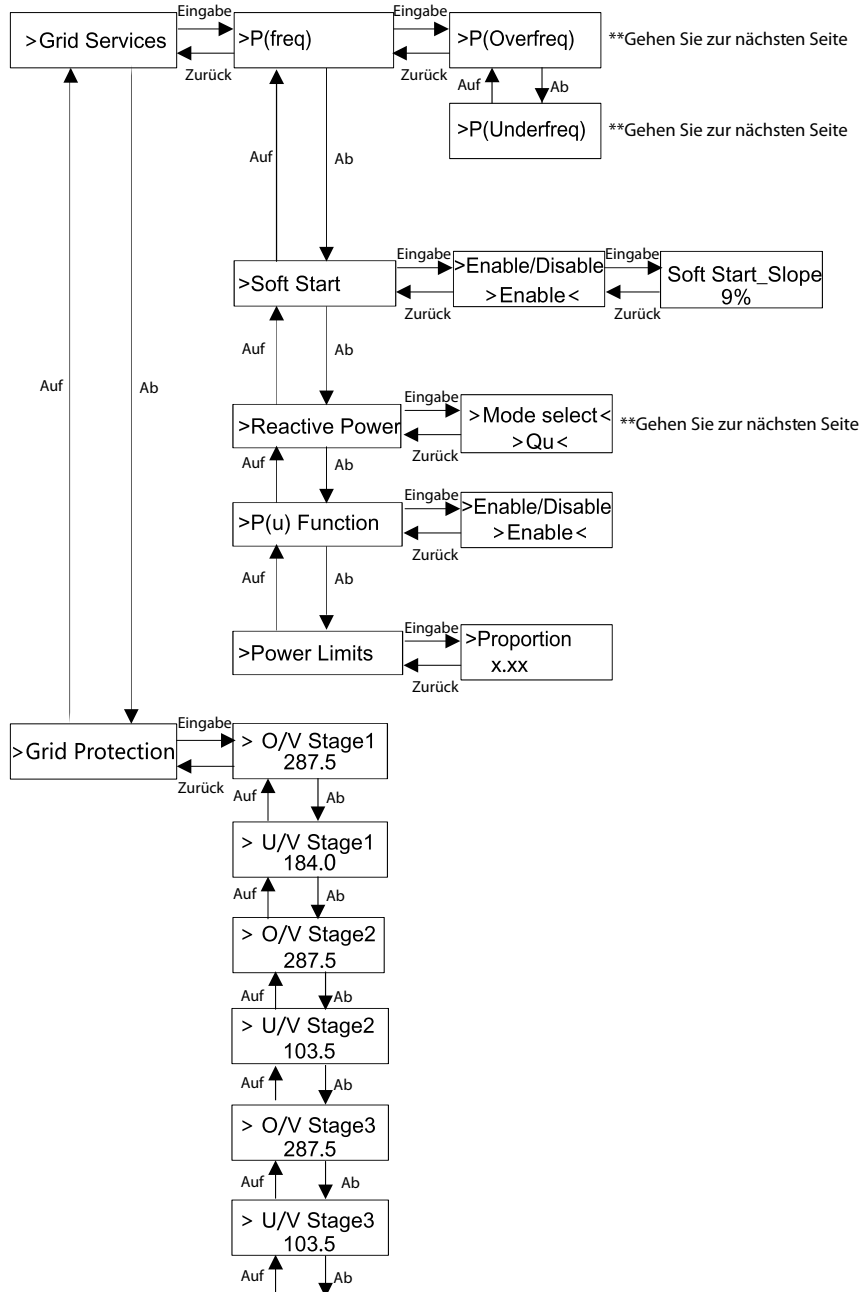 Eingabe
Eingabe
>Grid Services
>P(freq)
>P(Overfreq)
**Gehen Sie zur nächsten Seite
Zurück
Zurück
Auf
Ab
>P(Underfreq)
**Gehen Sie zur nächsten Seite
Auf
Ab
Eingabe
Eingabe
>Soft Start
>Enable/Disable
>Enable<
Soft Start_Slope
9%
Zurück
Zurück
Auf
Ab
Auf
Ab
Eingabe
>Reactive Power
>Mode select<
>Qu<
**Gehen Sie zur nächsten Seite
Zurück
Auf
Ab
Eingabe
>P(u) Function
>Enable/Disable
>Enable<
Zurück
Auf
Ab
Eingabe
>Power Limits
>Proportion
x.xx
Zurück
Eingabe
>Grid Protection
> O/V Stage1
287.5
Zurück
Auf
Ab
> U/V Stage1
184.0
Auf
Ab
> O/V Stage2
287.5
Auf
Ab
> U/V Stage2
103.5
Auf
Ab
> O/V Stage3
287.5
Auf
Ab
> U/V Stage3
103.5
Auf
Ab